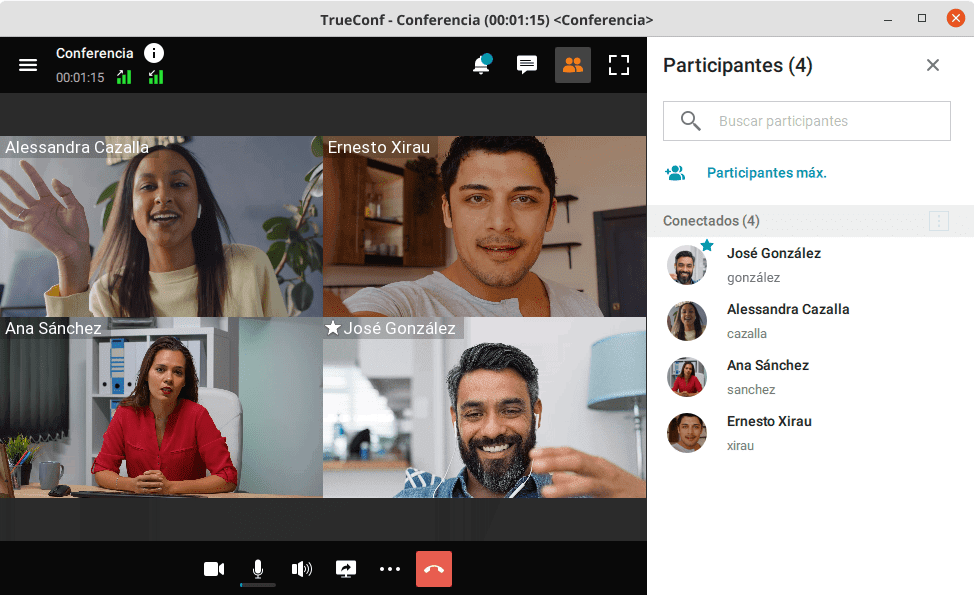 TrueConf - Conferencia (00:01:15) <Conferencia>
Conferencia
00:01:15
Alessandra Cazalla
Ernesto Xirau
Ana Sánchez
José González
Participantes (4)
Buscar participantes
Participantes máx.
Conectados (4)
José González
gonzález
Alessandra Cazalla
cazalla
Ana Sánchez
sanchez
Ernesto Xirau
xirau